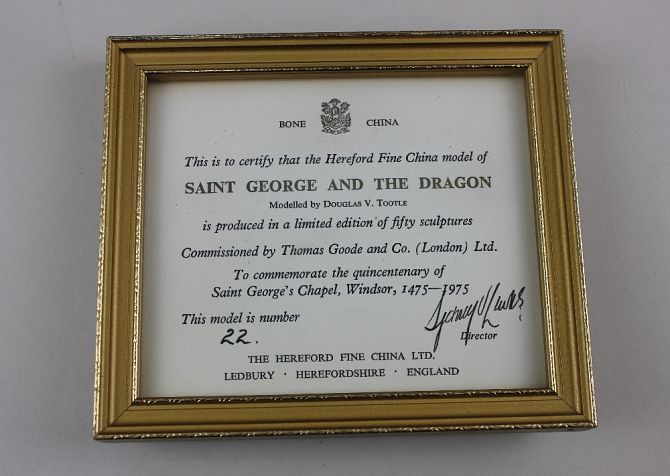 BONE CHINA
This is to certify that the Hereford Fine China model of
SAINT GEORGE AND THE DRAGON
Modelled by DOUGLAS V. TOOTLE
is produced in a limited edition of fifty sculptures
Commissioned by Thomas Goode and Co. (London) Ltd.
To commemorate the quincentenary of
Saint George's Chapel, Windsor, 1475—1975
This model is number
22.
Director
THE HEREFORD FINE CHINA LTD.
LEDBURY · HEREFORDSHIRE · ENGLAND